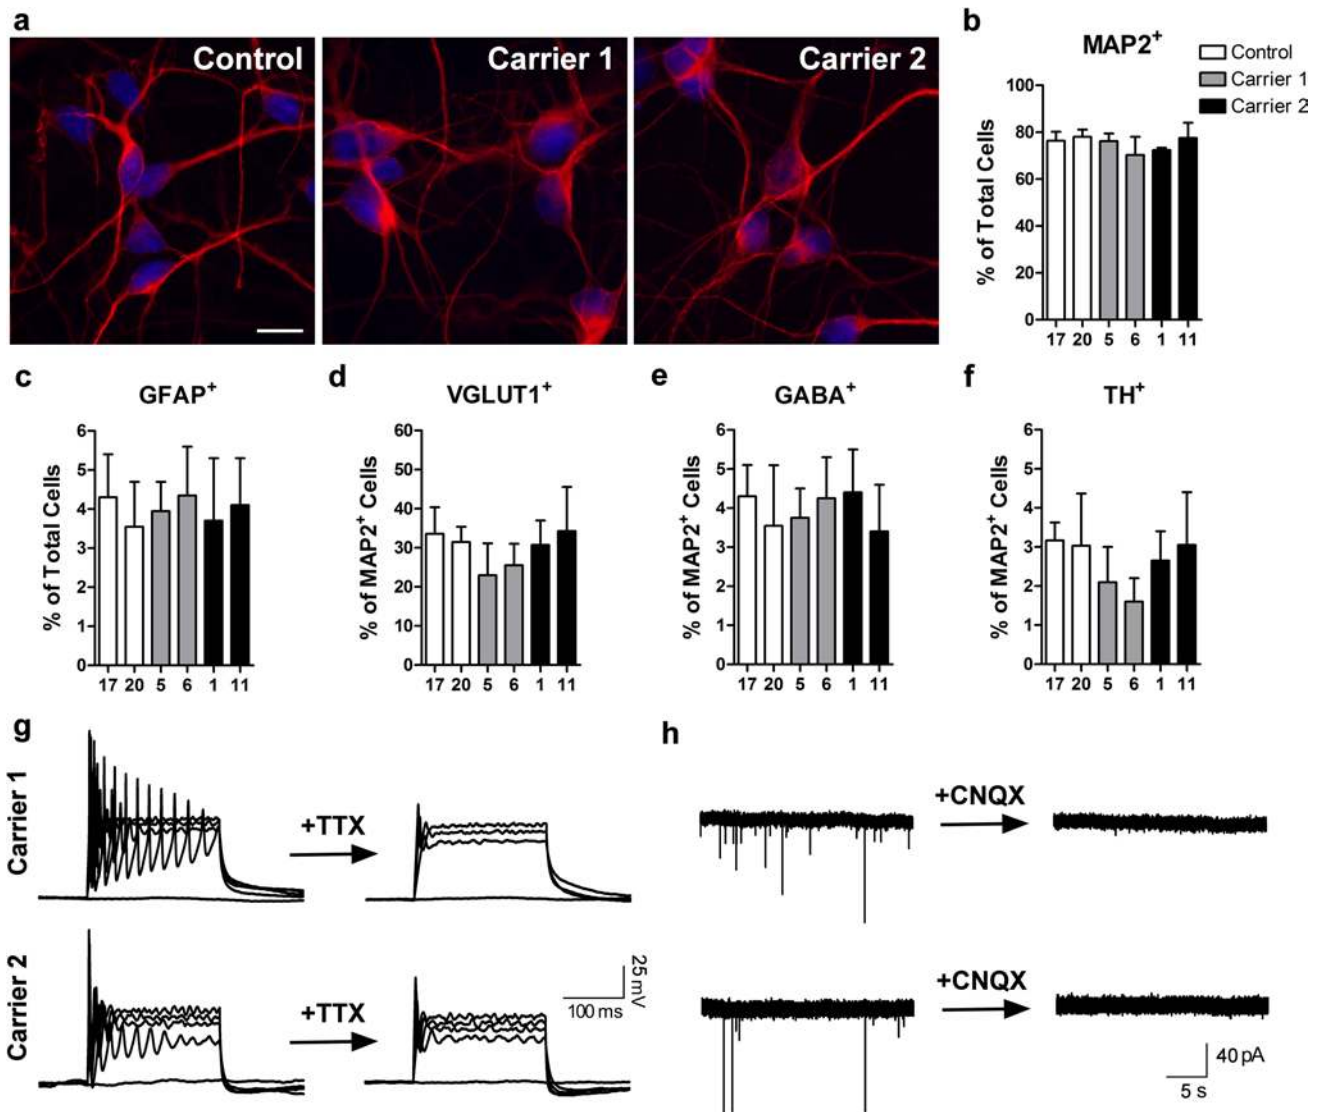 a
Control
Carrier 1
Carrier 2
b
MAP2+
Control
Carrier 1
Carrier 2
% of Total Cells
100
80
60
40
20
0
17 20 5 6 1 11
c
GFAP+
% of Total Cells
6
5
4
3
2
1
0
17 20 5 6 1 11
d
VGLUT1+
% of MAP2+ Cells
60
50
40
30
20
10
0
17 20 5 6 1 11
e
GABA+
% of MAP2+ Cells
6
5
4
3
2
1
0
17 20 5 6 1 11
f
TH+
% of MAP2+ Cells
6
5
4
3
2
1
0
17 20 5 6 1 11
g
Carrier 1
+TTX
Carrier 2
+TTX
25 mV
100 ms
h
+CNQX
+CNQX
40 pA
5 s